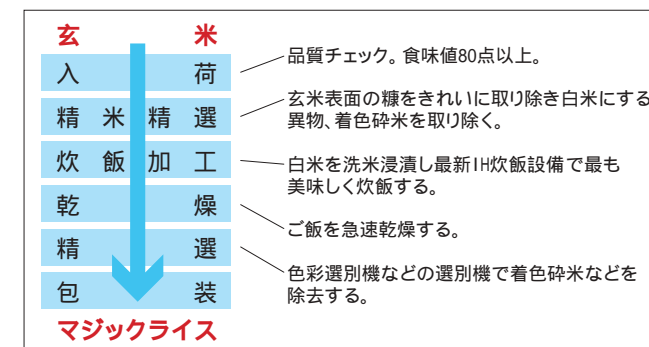 玄米
入荷
品質チェック。食味値80点以上。
精米精選
玄米表面の糠をきれいに取り除き白米にする
異物、着色砕米を取り除く。
炊飯加工
白米を洗米浸漬し最新IH炊飯設備で最も
美味しく炊飯する。
乾燥
ご飯を急速乾燥する。
精選
色彩選別機などの選別機で着色砕米などを
除去する。
包装
マジックライス